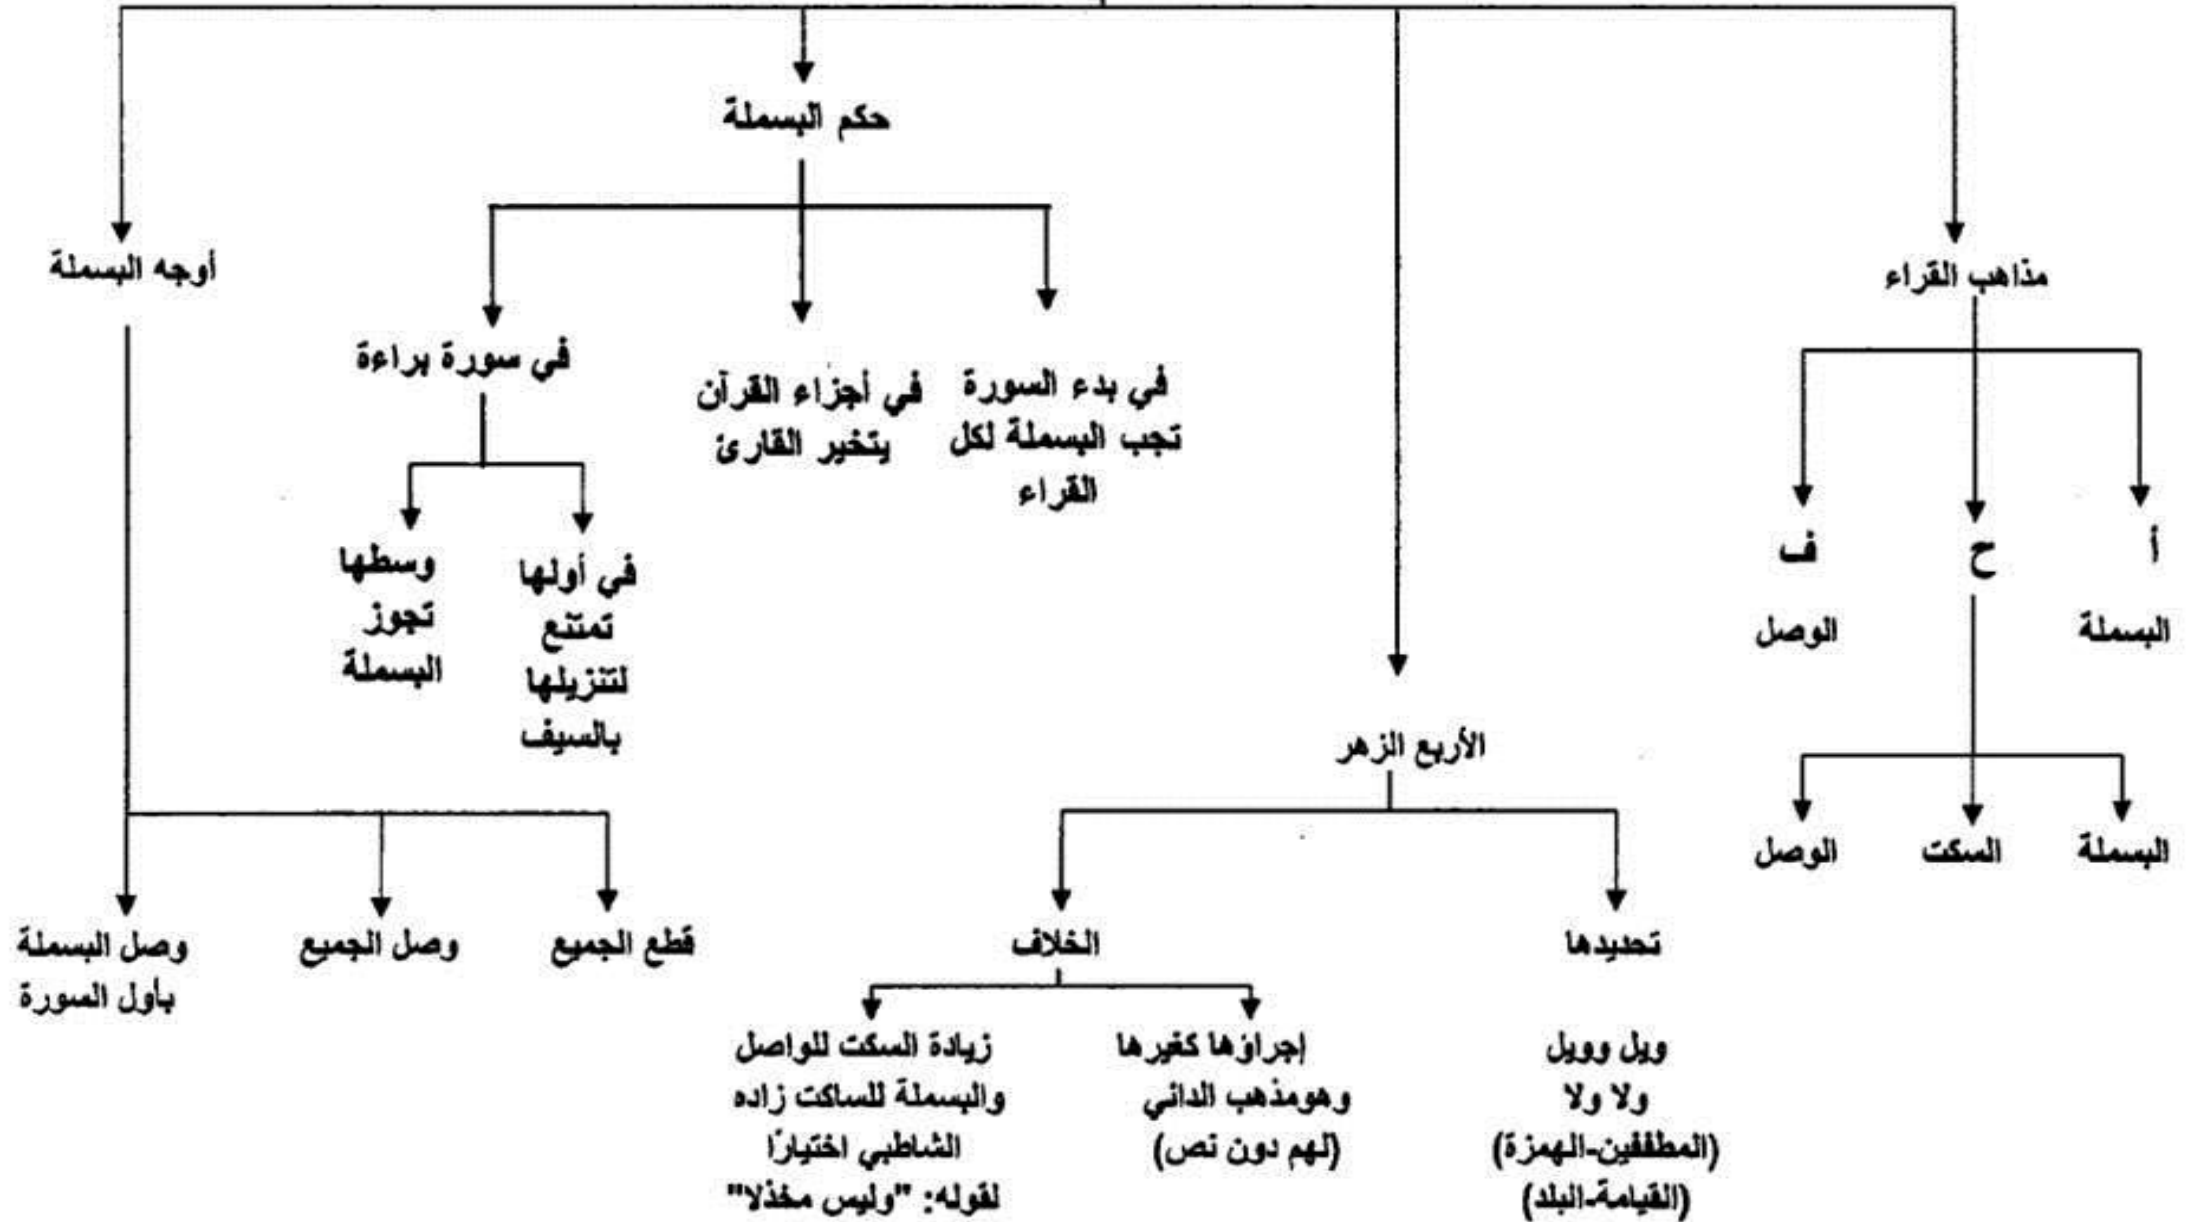 حكم البسملة
مذاهب القراء
أ
ح
ف
البسملة
الوصل
البسملة
السكت
الوصل
الأربع الزهر
تحديدها
ويل وويل
ولا ولا
(المطففين-الهمزة)
(القيامة-البلد)
الخلاف
إجراؤها كغيرها
وهومذهب الداني
(لهم دون نص)
زيادة السكت للواصل
والبسملة للساكت زاده
الشاطبي اختيارًا
لقوله: "وليس مخذلا"
في بدء السورة
تجب البسملة لكل
القراء
في أجزاء القرآن
يتخير القارئ
في سورة براءة
في أولها
تمتنع
لتنزيلها
بالسيف
وسطها
تجوز
البسملة
أوجه البسملة
قطع الجميع
وصل الجميع
وصل البسملة
بأول السورة